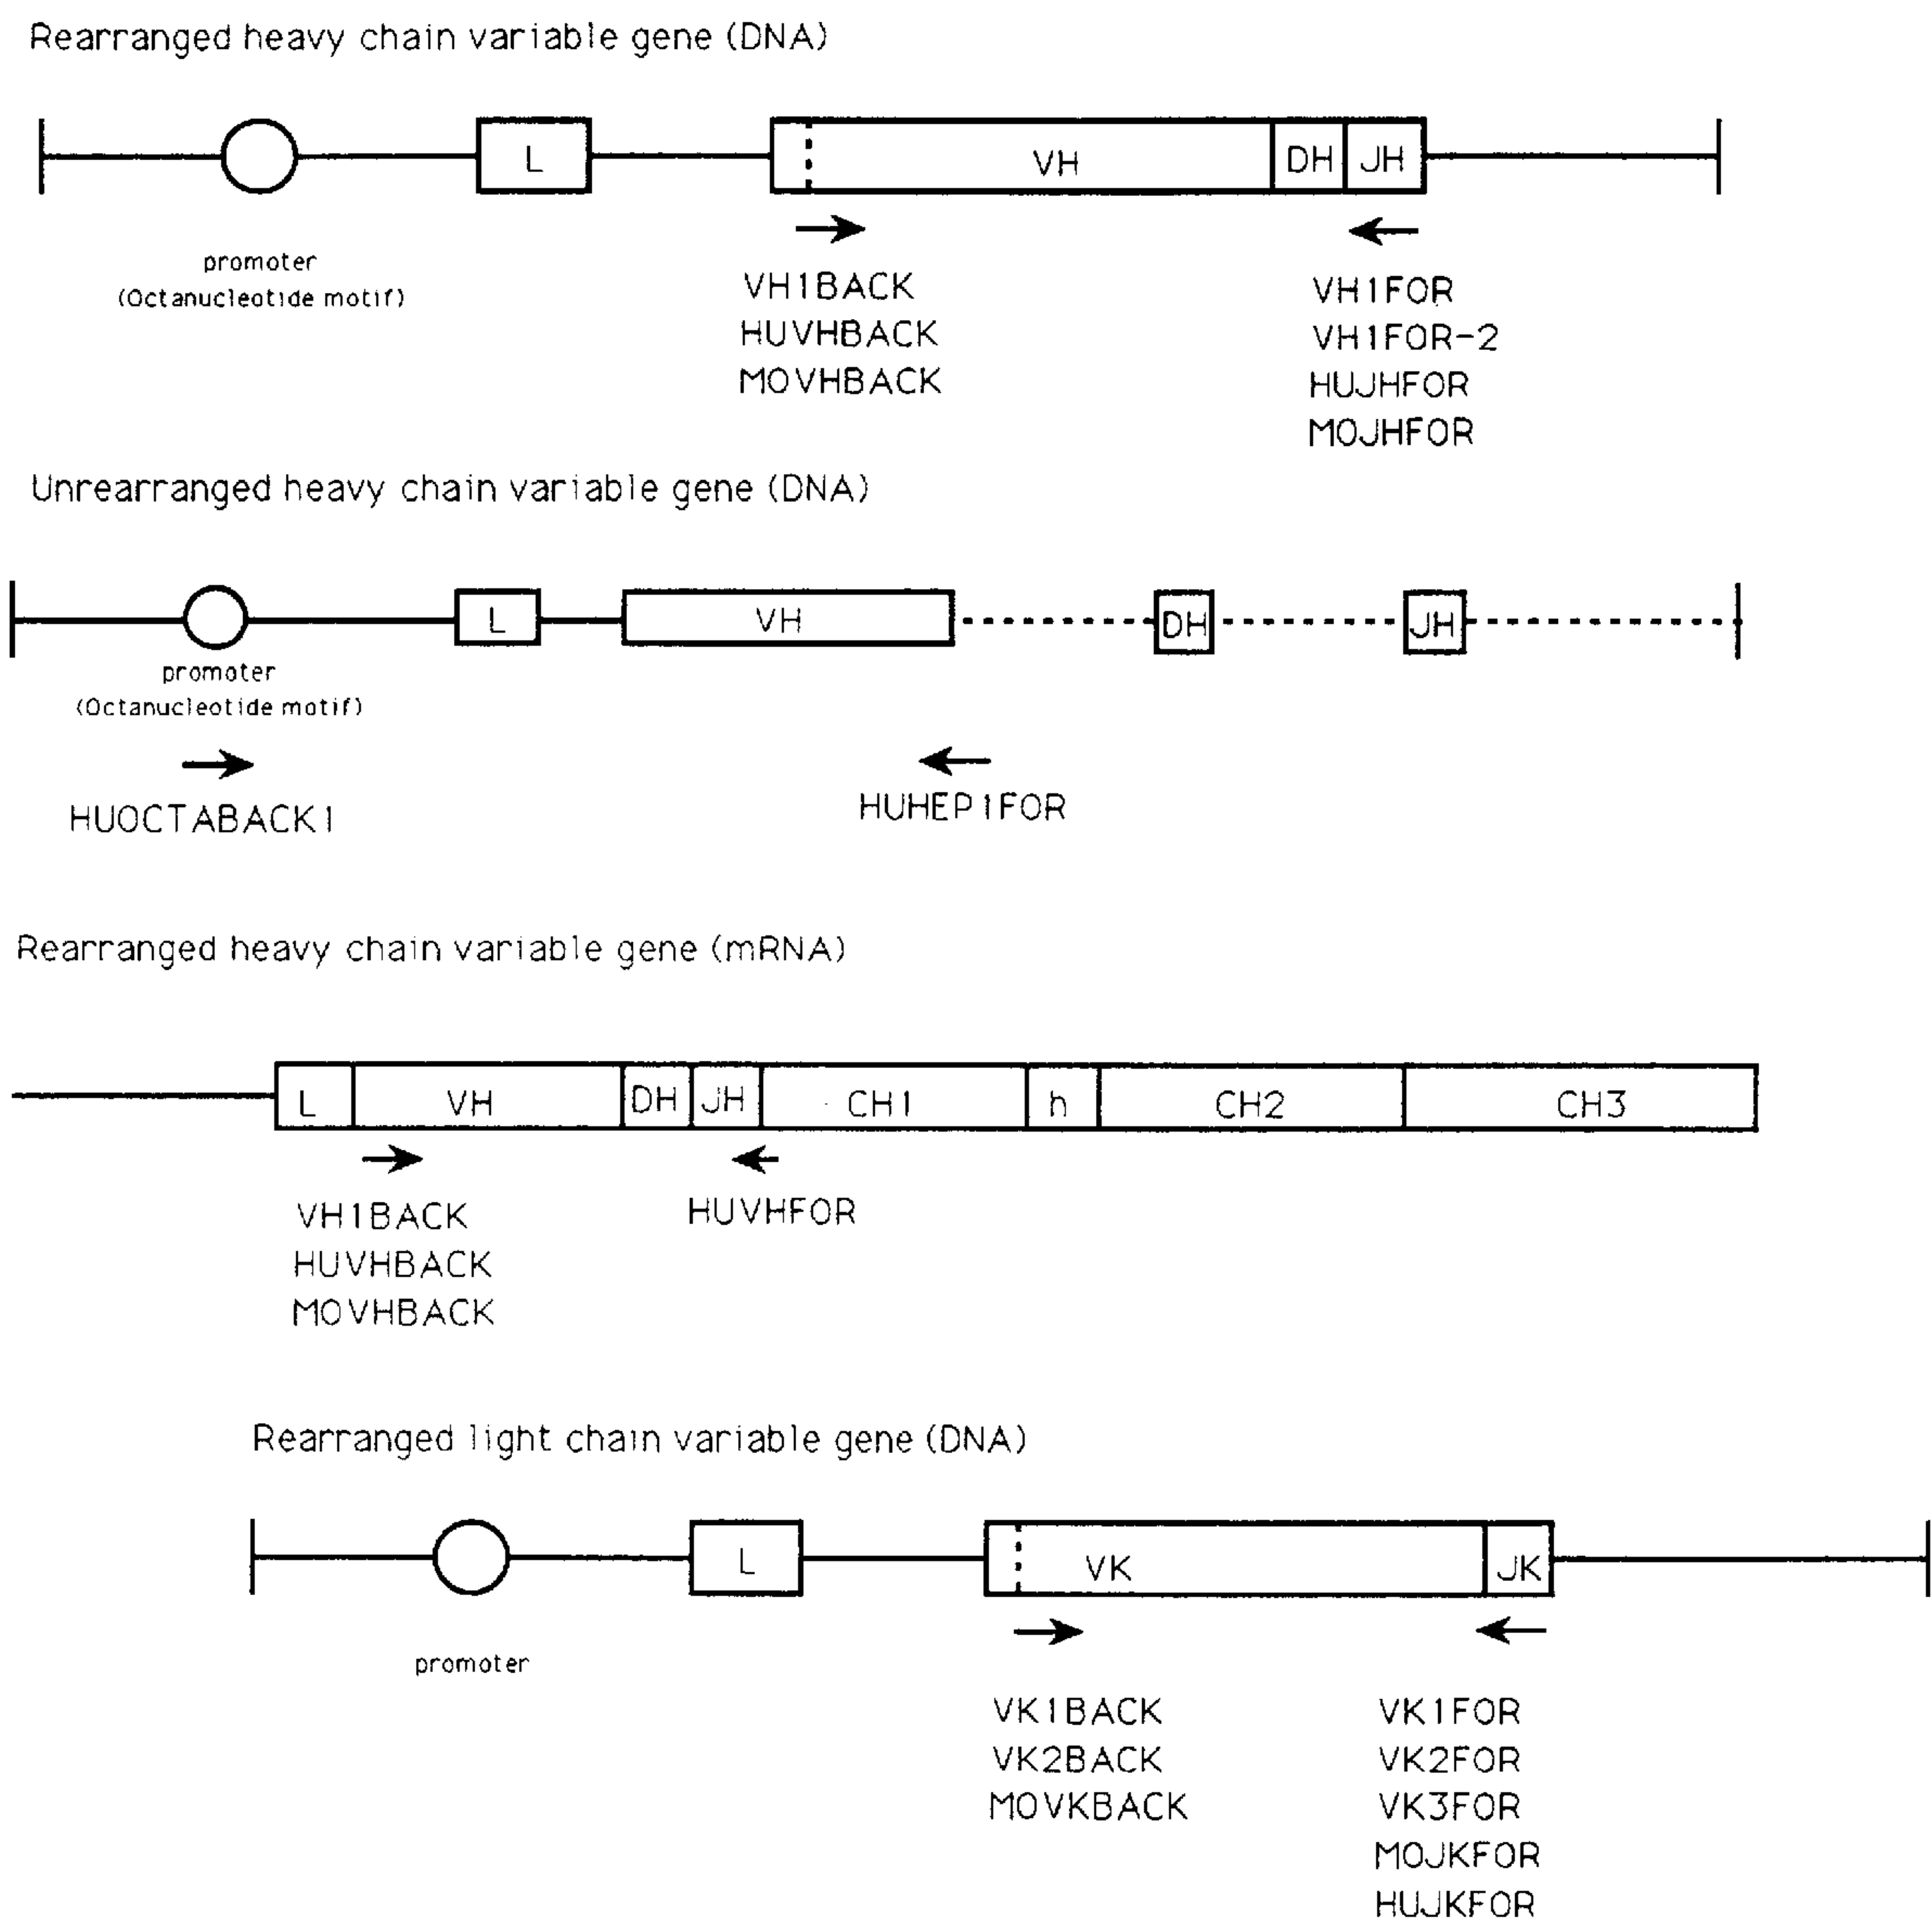 Rearranged heavy chain variable gene (DNA)
L
VH
DH
JH
promoter
(Octanucleotide motif)
VH1BACK
HUVHBACK
MOVHBACK
VH1FOR
VH1FOR-2
HUJHFOR
MOJHFOR
Unrearranged heavy chain variable gene (DNA)
L
VH
DH
JH
promoter
(Octanucleotide motif)
HUOCTABACK1
HUHEP1FOR
Rearranged heavy chain variable gene (mRNA)
L
VH
DH
JH
CH1
h
CH2
CH3
VH1BACK
HUVHBACK
MOVHBACK
HUVHFOR
Rearranged light chain variable gene (DNA)
L
VK
JK
promoter
VK1BACK
VK2BACK
MOVKBACK
VK1FOR
VK2FOR
VK3FOR
MOJKFOR
HUJKFOR